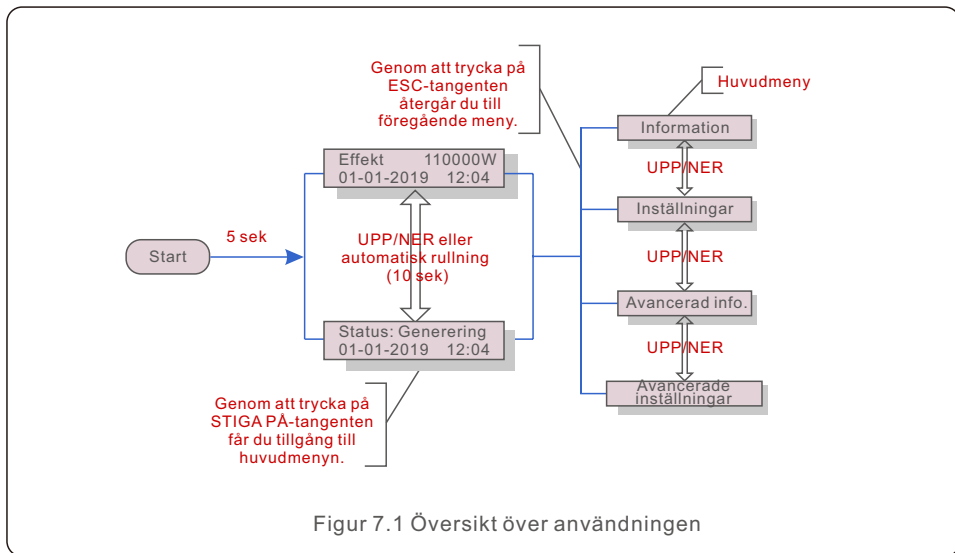 Genom att trycka på
ESC-tangenten
återgår du till
föregående meny.
Huvudmeny
Start
5 sek
Effekt 110000W
01-01-2019 12:04
UPP/NER eller
automatisk rullning
(10 sek)
Status: Generering
01-01-2019 12:04
Genom att trycka på
STIGA PÅ-tangenten
får du tillgång till
huvudmenyn.
Information
UPP/NER
Inställningar
UPP/NER
Avancerad info.
UPP/NER
Avancerade
inställningar
Figur 7.1 Översikt över användningen